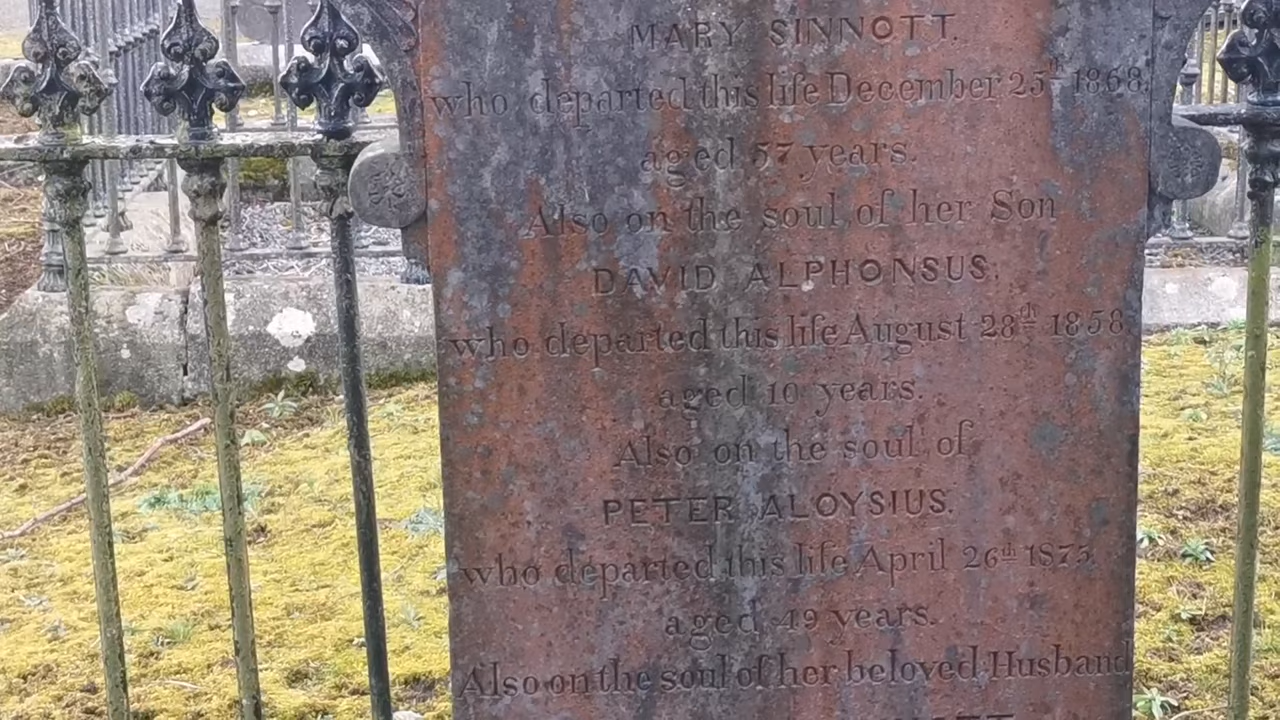 MARY SINNOTT.
who departed this life December 25th 1868.
aged 57 years.
Also on the soul of her Son
DAVID ALPHONSUS,
who departed this life August 28th 1858
aged 10 years.
Also on the soul of
PETER ALOYSIUS.
who departed this life April 26th 1875.
aged 49 years.
Also on the soul of her beloved Husband